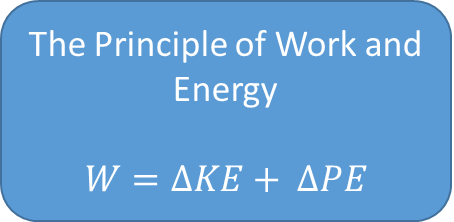 The Principle of Work and
Energy
W = ΔKE + ΔPE